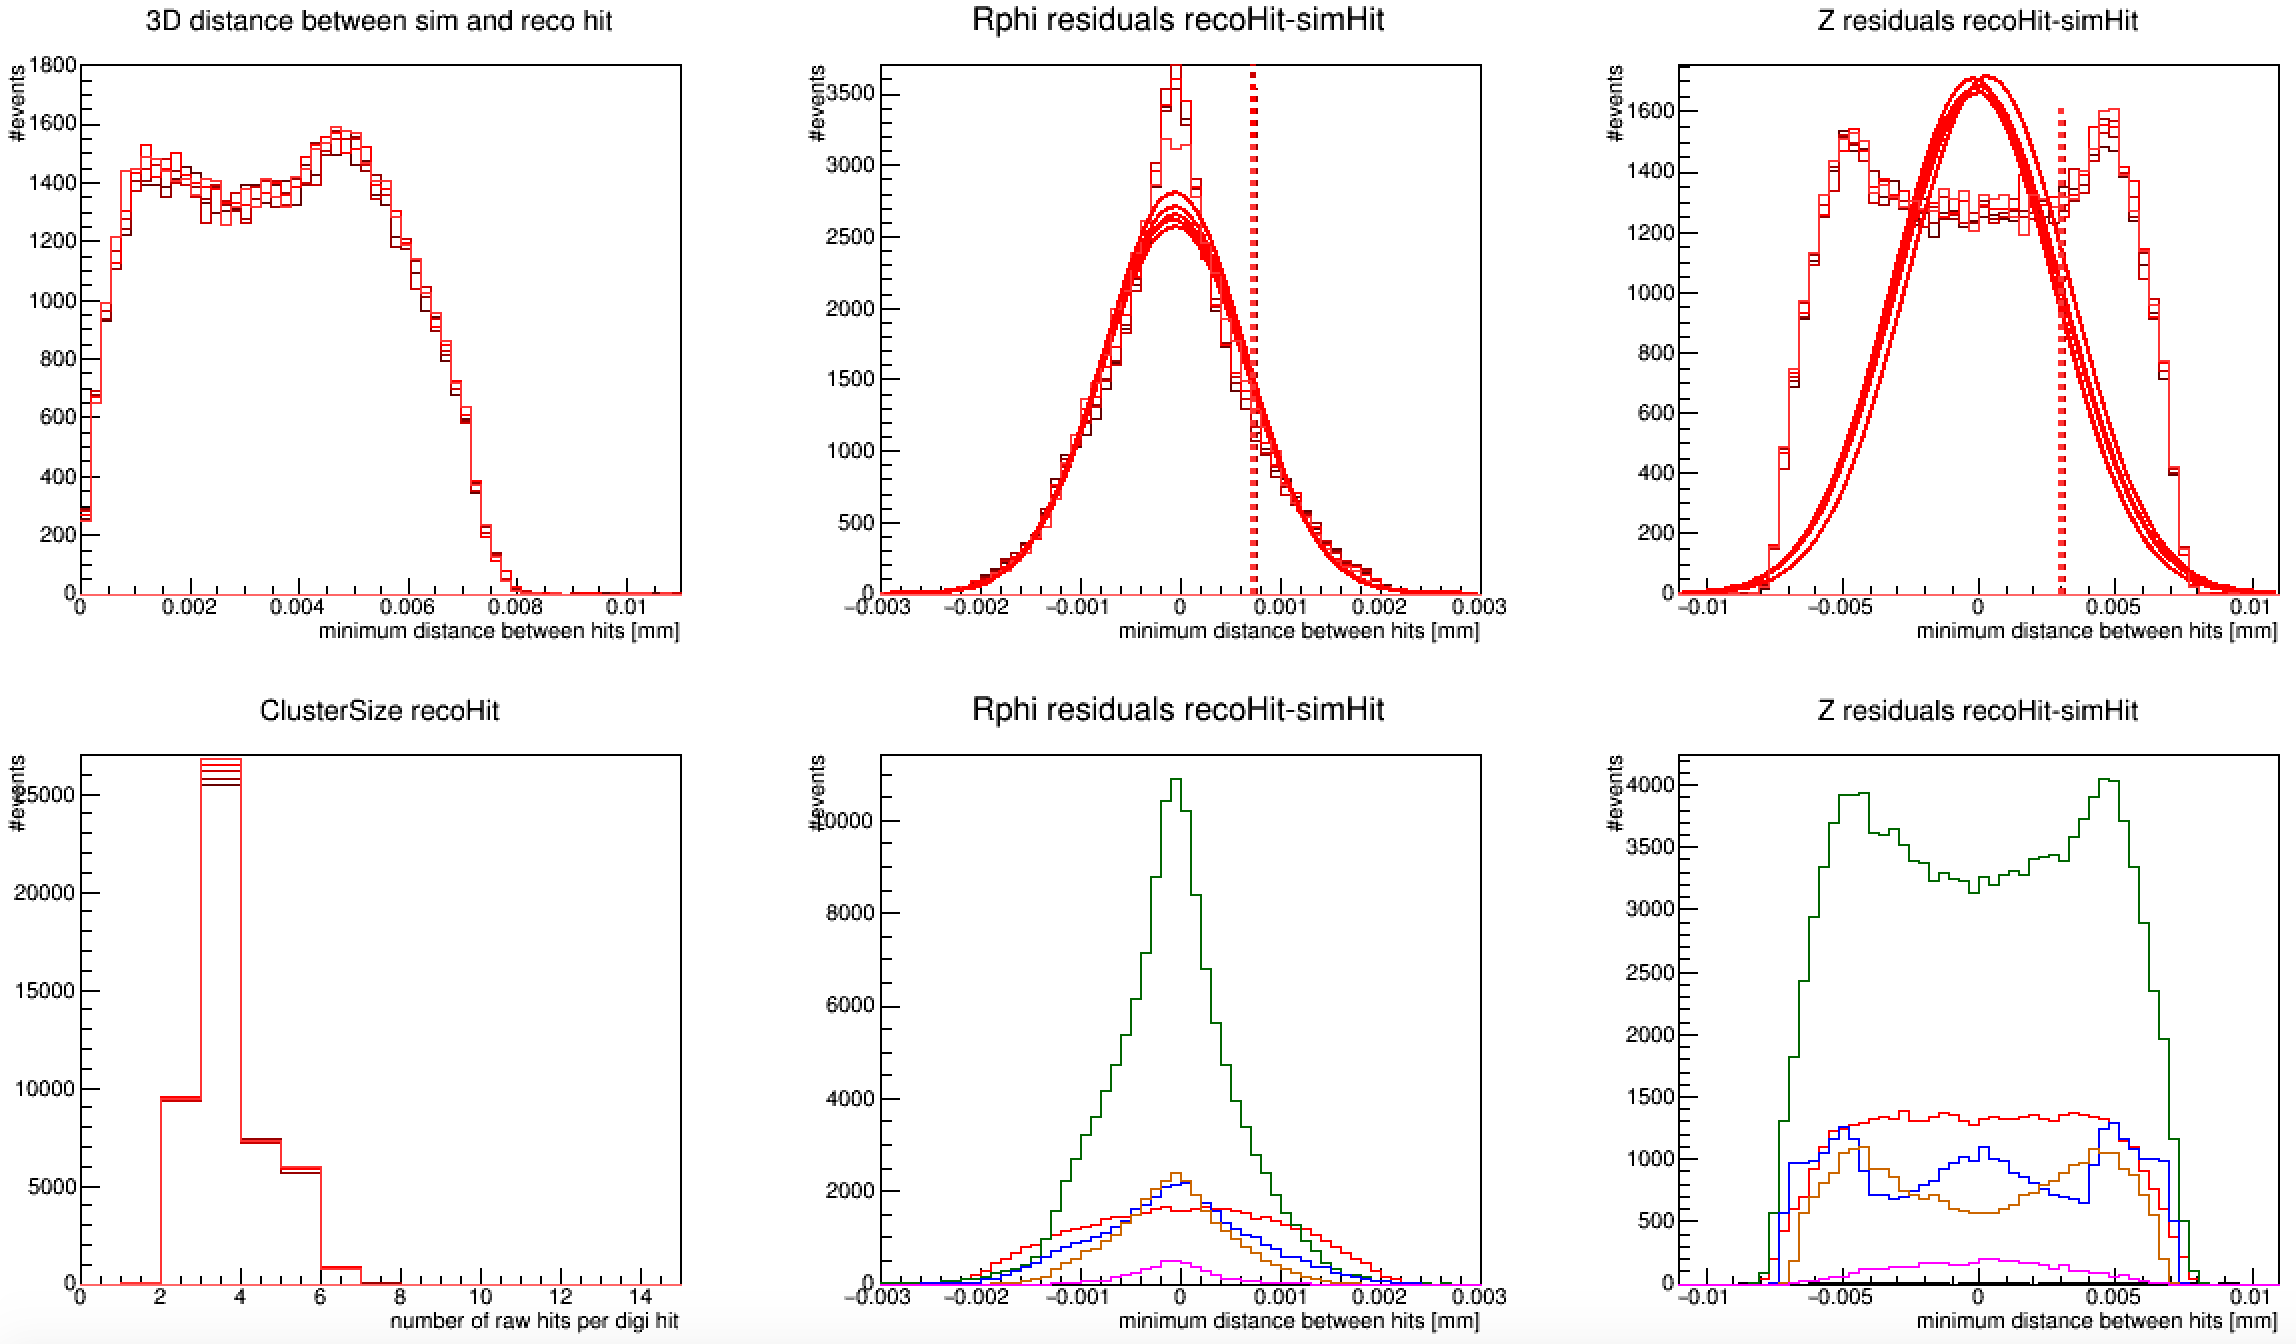 3D distance between sim and reco hit
#events
1800
1600
1400
1200
1000
800
600
400
200
0
0 0.002 0.004 0.006 0.008 0.01
minimum distance between hits [mm]
Rphi residuals recoHit-simHit
#events
3500
3000
2500
2000
1500
1000
500
0
−0.003 −0.002 −0.001 0 0.001 0.002 0.003
minimum distance between hits [mm]
Z residuals recoHit-simHit
#events
1600
1400
1200
1000
800
600
400
200
0
−0.01 −0.005 0 0.005 0.01
minimum distance between hits [mm]
ClusterSize recoHit
#events
25000
20000
15000
10000
5000
0
0 2 4 6 8 10 12 14
number of raw hits per digi hit
Rphi residuals recoHit-simHit
#events
10000
8000
6000
4000
2000
0
−0.003 −0.002 −0.001 0 0.001 0.002 0.003
minimum distance between hits [mm]
Z residuals recoHit-simHit
#events
4000
3500
3000
2500
2000
1500
1000
500
0
−0.01 −0.005 0 0.005 0.01
minimum distance between hits [mm]